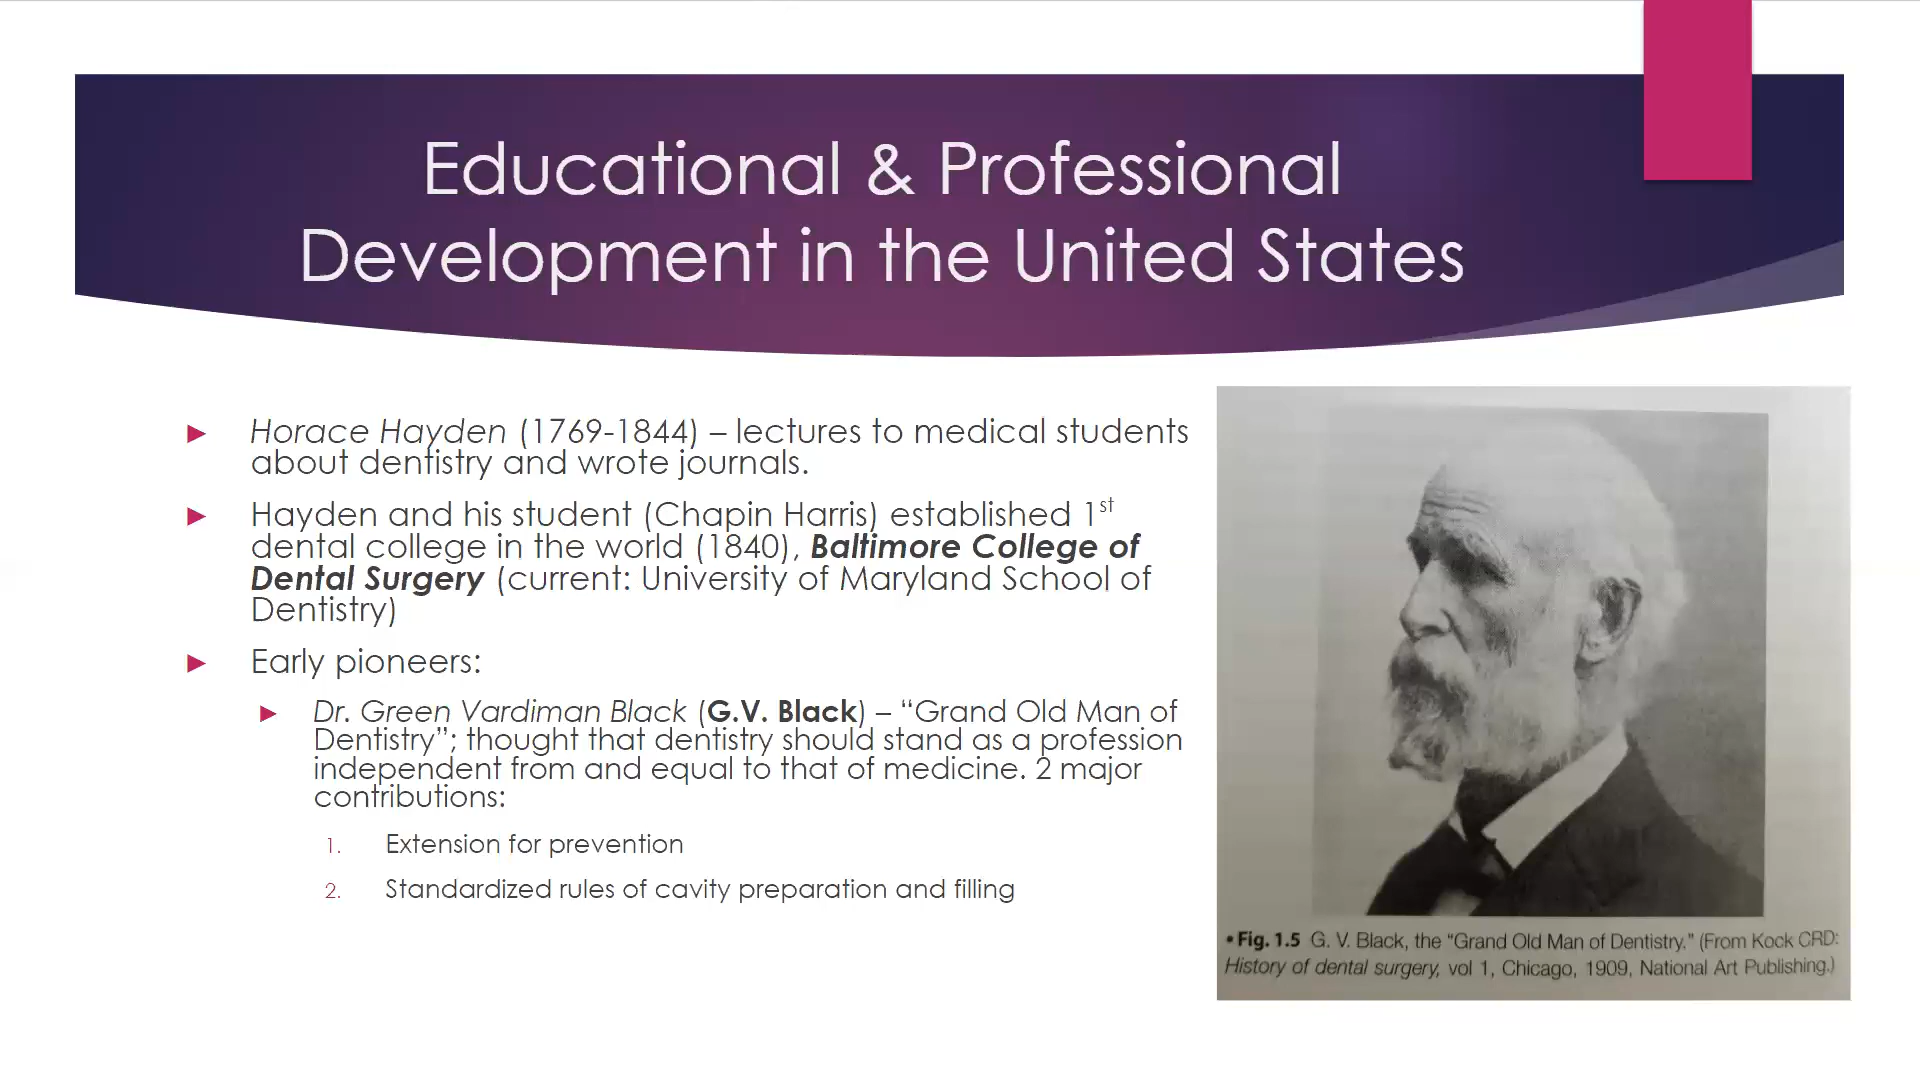 Educational & Professional
Development in the United States
► Horace Hayden (1769-1844) – lectures to medical students
about dentistry and wrote journals.
► Hayden and his student (Chapin Harris) established 1st
dental college in the world (1840), Baltimore College of
Dental Surgery (current: University of Maryland School of
Dentistry)
► Early pioneers:
► Dr. Green Vardiman Black (G.V. Black) – “Grand Old Man of
Dentistry”; thought that dentistry should stand as a profession
independent from and equal to that of medicine. 2 major
contributions:
1. Extension for prevention
2. Standardized rules of cavity preparation and filling
• Fig. 1.5 G. V. Black, the “Grand Old Man of Dentistry.” (From Kock CRD:
History of dental surgery, vol 1, Chicago, 1909, National Art Publishing.)